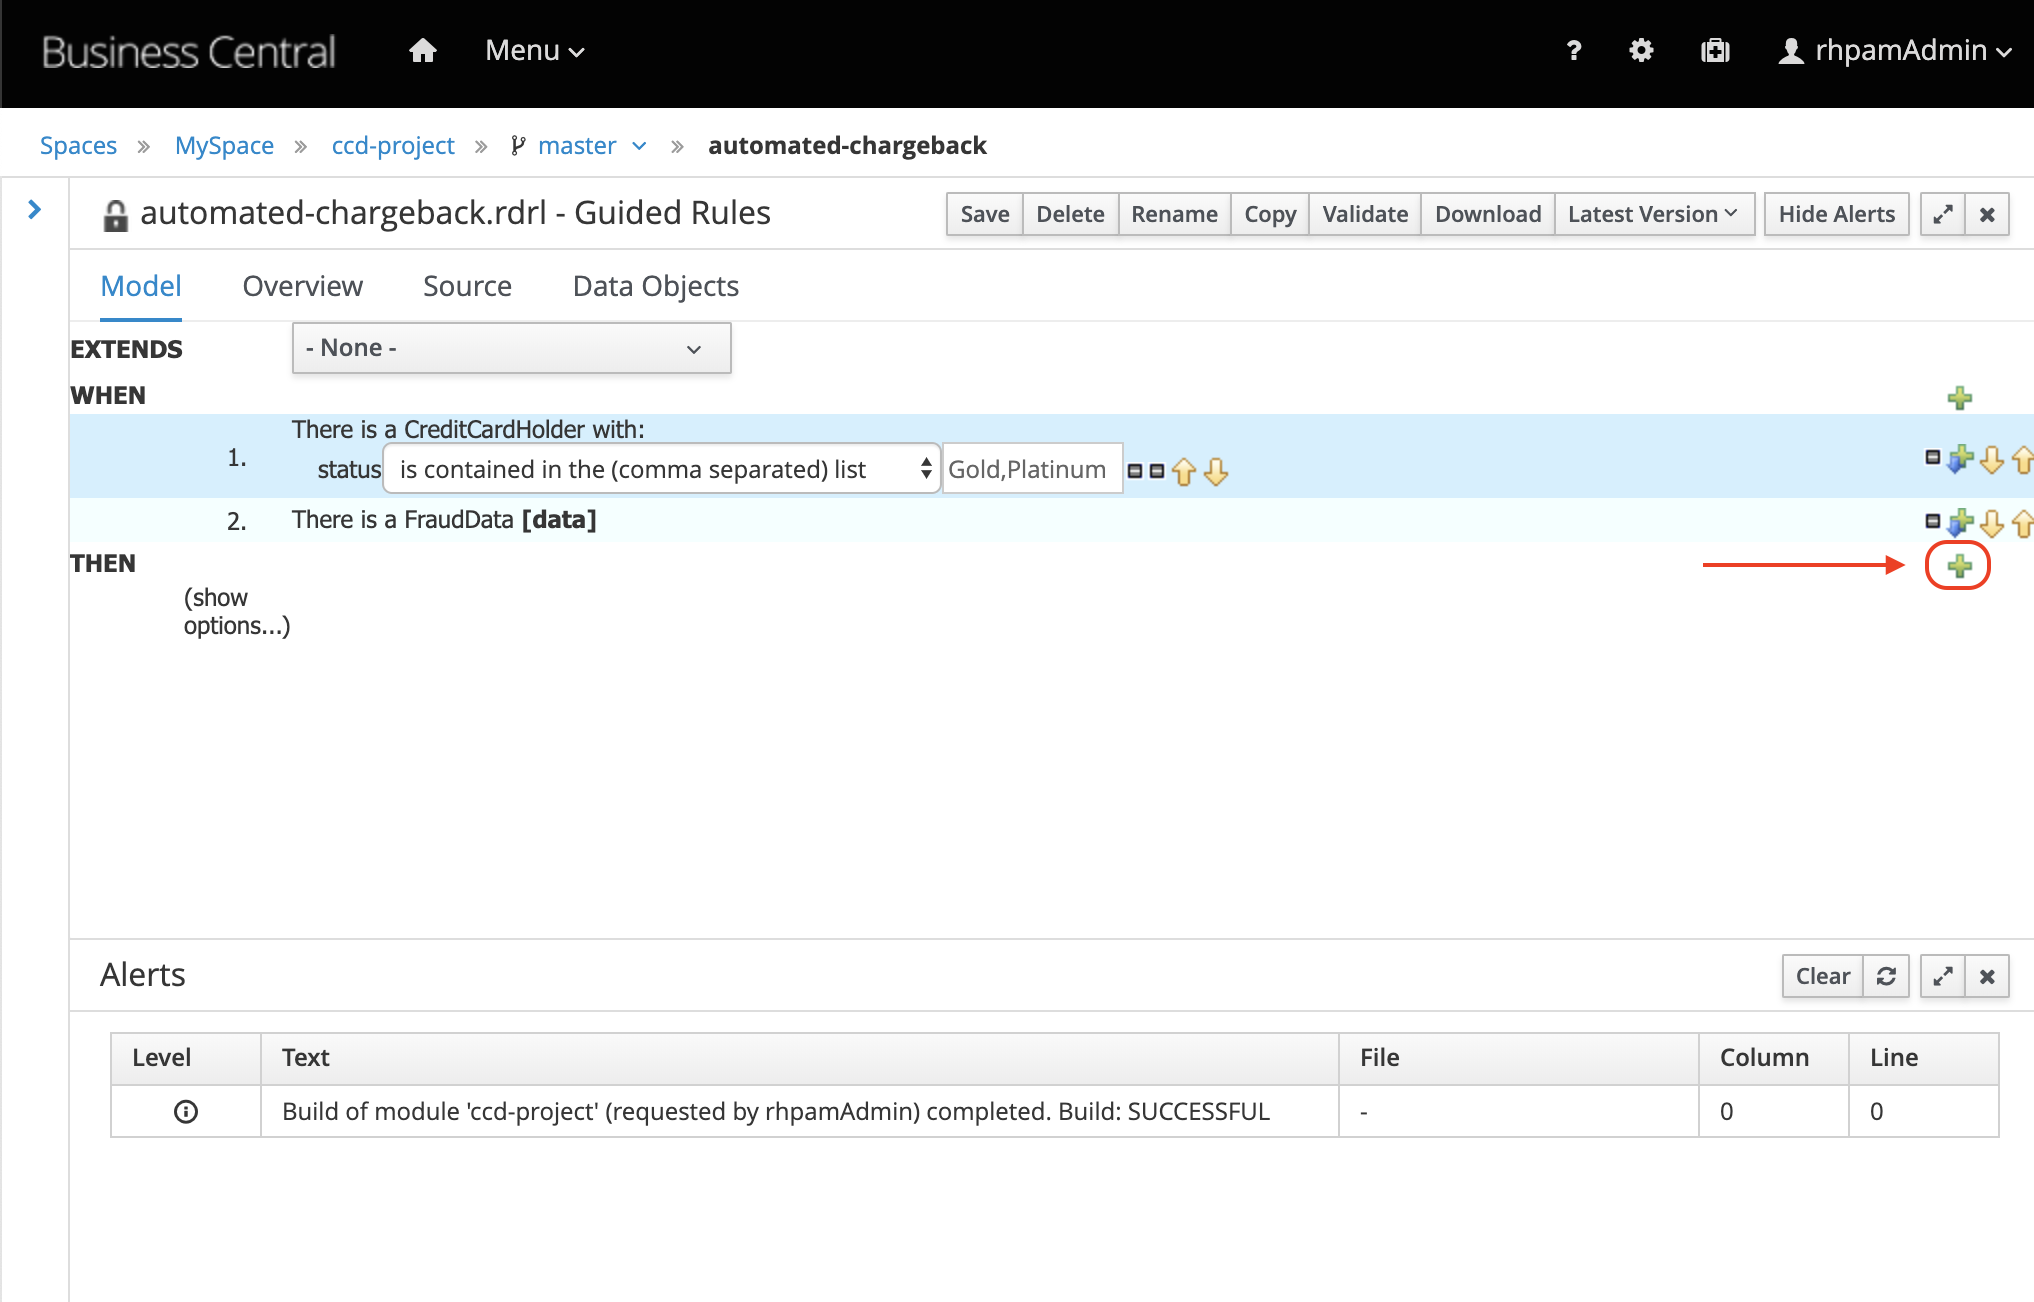 Business Central Menu ? rhpamAdmin
Spaces » MySpace » ccd-project » master » automated-chargeback
automated-chargeback.rdrl - Guided Rules Save Delete Rename Copy Validate Download Latest Version Hide Alerts
Model Overview Source Data Objects
EXTENDS - None -
WHEN
There is a CreditCardHolder with:
1.
status is contained in the (comma separated) list Gold,Platinum
2. There is a FraudData [data]
THEN
(show
options...)
Alerts Clear
Level Text File Column Line
Build of module 'ccd-project' (requested by rhpamAdmin) completed. Build: SUCCESSFUL - 0 0